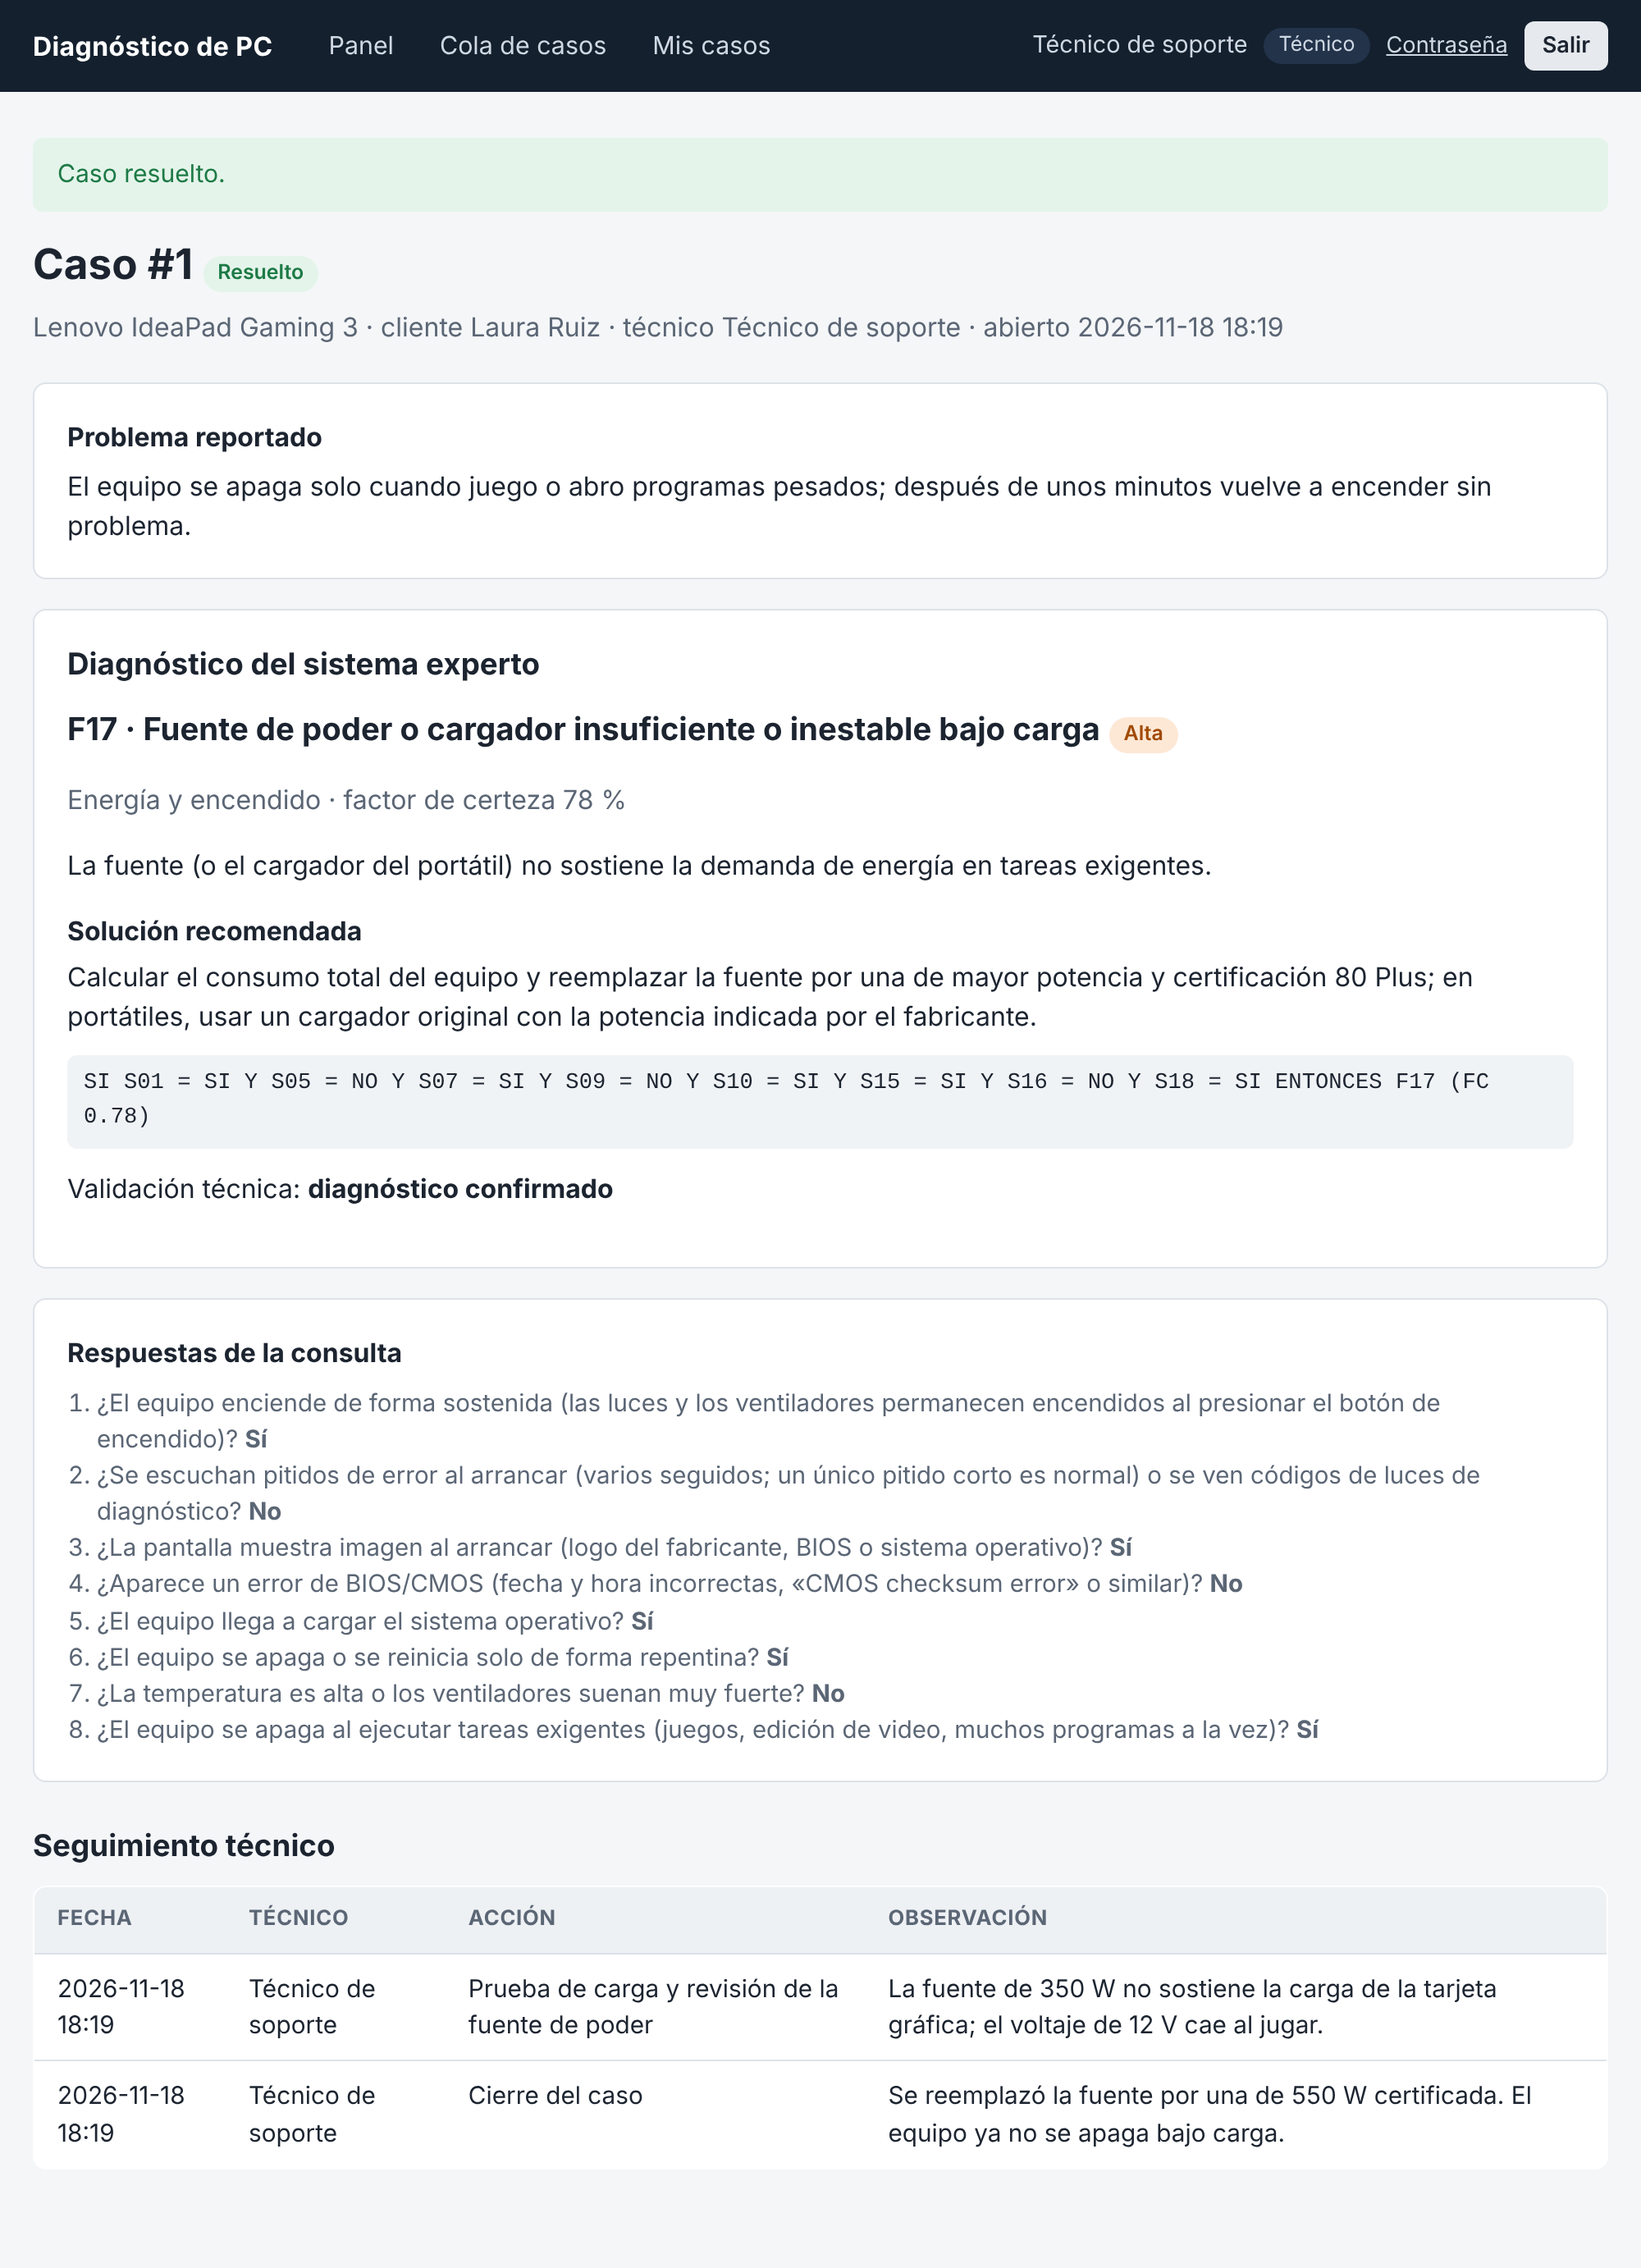 Diagnóstico de PC Panel Cola de casos Mis casos Técnico de soporte Técnico Contraseña Salir
Caso resuelto.
Caso #1 Resuelto
Lenovo IdeaPad Gaming 3 · cliente Laura Ruiz · técnico Técnico de soporte · abierto 2026-11-18 18:19
Problema reportado
El equipo se apaga solo cuando juego o abro programas pesados; después de unos minutos vuelve a encender sin
problema.
Diagnóstico del sistema experto
F17 · Fuente de poder o cargador insuficiente o inestable bajo carga Alta
Energía y encendido · factor de certeza 78 %
La fuente (o el cargador del portátil) no sostiene la demanda de energía en tareas exigentes.
Solución recomendada
Calcular el consumo total del equipo y reemplazar la fuente por una de mayor potencia y certificación 80 Plus; en
portátiles, usar un cargador original con la potencia indicada por el fabricante.
SI S01 = SI Y S05 = NO Y S07 = SI Y S09 = NO Y S10 = SI Y S15 = SI Y S16 = NO Y S18 = SI ENTONCES F17 (FC
0.78)
Validación técnica: diagnóstico confirmado
Respuestas de la consulta
1. ¿El equipo enciende de forma sostenida (las luces y los ventiladores permanecen encendidos al presionar el botón de
encendido)? Sí
2. ¿Se escuchan pitidos de error al arrancar (varios seguidos; un único pitido corto es normal) o se ven códigos de luces de
diagnóstico? No
3. ¿La pantalla muestra imagen al arrancar (logo del fabricante, BIOS o sistema operativo)? Sí
4. ¿Aparece un error de BIOS/CMOS (fecha y hora incorrectas, «CMOS checksum error» o similar)? No
5. ¿El equipo llega a cargar el sistema operativo? Sí
6. ¿El equipo se apaga o se reinicia solo de forma repentina? Sí
7. ¿La temperatura es alta o los ventiladores suenan muy fuerte? No
8. ¿El equipo se apaga al ejecutar tareas exigentes (juegos, edición de video, muchos programas a la vez)? Sí
Seguimiento técnico
FECHA TÉCNICO ACCIÓN OBSERVACIÓN
2026-11-18 Técnico de Prueba de carga y revisión de la La fuente de 350 W no sostiene la carga de la tarjeta
18:19 soporte fuente de poder gráfica; el voltaje de 12 V cae al jugar.
2026-11-18 Técnico de Cierre del caso Se reemplazó la fuente por una de 550 W certificada. El
18:19 soporte equipo ya no se apaga bajo carga.